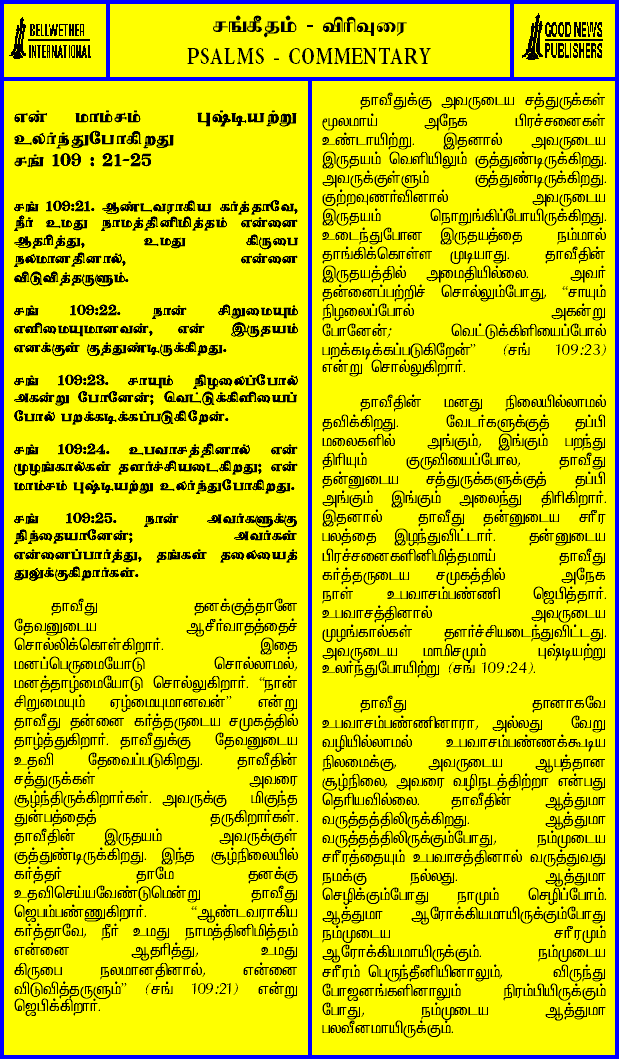 BELLWETHER
INTERNATIONAL
சங்கீதம் - விரிவுரை
PSALMS - COMMENTARY
GOOD NEWS
PUBLISHERS
என் மாம்சம் புஷ்டியற்று
உலர்ந்துபோகிறது
சங் 109 : 21-25
சங் 109:21. ஆண்டவராகிய கர்த்தாவே,
நீர் உமது நாமத்தினிமித்தம் என்னை
ஆதரித்து, உமது கிருபை
நலமானதினால், என்னை
விடுவித்தருளும்.
சங் 109:22. நான் சிறுமையும்
எளிமையுமானவன், என் இருதயம்
எனக்குள் குத்துண்டிருக்கிறது.
சங் 109:23. சாயும் நிழலைப்போல்
அகன்று போனேன்; வெட்டுக்கிளியைப்
போல் பறக்கடிக்கப்படுகிறேன்.
சங் 109:24. உபவாசத்தினால் என்
முழங்கால்கள் தளர்ச்சியடைகிறது; என்
மாம்சம் புஷ்டியற்று உலர்ந்துபோகிறது.
சங் 109:25. நான் அவர்களுக்கு
நிந்தையானேன்; அவர்கள்
என்னைப்பார்த்து, தங்கள் தலையைத்
துலுக்குகிறார்கள்.
தாவீது தனக்குத்தானே
தேவனுடைய ஆசீர்வாதத்தைச்
சொல்லிக்கொள்கிறார். இதை
மனப்பெருமையோடு சொல்லாமல்,
மனத்தாழ்மையோடு சொல்லுகிறார். “நான்
சிறுமையும் ஏழ்மையுமானவன்” என்று
தாவீது தன்னை கர்த்தருடைய சமுகத்தில்
தாழ்த்துகிறார். தாவீதுக்கு தேவனுடைய
உதவி தேவைப்படுகிறது. தாவீதின்
சத்துருக்கள் அவரை
சூழ்ந்திருக்கிறார்கள். அவருக்கு மிகுந்த
துன்பத்தைத் தருகிறார்கள்.
தாவீதின் இருதயம் அவருக்குள்
குத்துண்டிருக்கிறது. இந்த சூழ்நிலையில்
கர்த்தர் தாமே தனக்கு
உதவிசெய்யவேண்டுமென்று தாவீது
ஜெபம்பண்ணுகிறார். “ஆண்டவராகிய
கர்த்தாவே, நீர் உமது நாமத்தினிமித்தம்
என்னை ஆதரித்து, உமது
கிருபை நலமானதினால், என்னை
விடுவித்தருளும்” (சங் 109:21) என்று
ஜெபிக்கிறார்.
தாவீதுக்கு அவருடைய சத்துருக்கள்
மூலமாய் அநேக பிரச்சனைகள்
உண்டாயிற்று. இதனால் அவருடைய
இருதயம் வெளியிலும் குத்துண்டிருக்கிறது.
அவருக்குள்ளும் குத்துண்டிருக்கிறது.
குற்றவுணர்வினால் அவருடைய
இருதயம் நொறுங்கிப்போயிருக்கிறது.
உடைந்துபோன இருதயத்தை நம்மால்
தாங்கிக்கொள்ள முடியாது. தாவீதின்
இருதயத்தில் அமைதியில்லை. அவர்
தன்னைப்பற்றிச் சொல்லும்போது, “சாயும்
நிழலைப்போல் அகன்று
போனேன்; வெட்டுக்கிளியைப்போல்
பறக்கடிக்கப்படுகிறேன்” (சங் 109:23)
என்று சொல்லுகிறார்.
தாவீதின் மனது நிலையில்லாமல்
தவிக்கிறது. வேடர்களுக்குத் தப்பி
மலைகளில் அங்கும், இங்கும் பறந்து
திரியும் குருவியைப்போல, தாவீது
தன்னுடைய சத்துருக்களுக்குத் தப்பி
அங்கும் இங்கும் அலைந்து திரிகிறார்.
இதனால் தாவீது தன்னுடைய சரீர
பலத்தை இழந்துவிட்டார். தன்னுடைய
பிரச்சனைகளினிமித்தமாய் தாவீது
கர்த்தருடைய சமுகத்தில் அநேக
நாள் உபவாசம்பண்ணி ஜெபித்தார்.
உபவாசத்தினால் அவருடைய
முழங்கால்கள் தளர்ச்சியடைந்துவிட்டது.
அவருடைய மாமிசமும் புஷ்டியற்று
உலர்ந்துபோயிற்று (சங் 109:24).
தாவீது தானாகவே
உபவாசம்பண்ணினாரா, அல்லது வேறு
வழியில்லாமல் உபவாசம்பண்ணக்கூடிய
நிலமைக்கு, அவருடைய ஆபத்தான
சூழ்நிலை, அவரை வழிநடத்திற்றா என்பது
தெரியவில்லை. தாவீதின் ஆத்துமா
வருத்தத்திலிருக்கிறது. ஆத்துமா
வருத்தத்திலிருக்கும்போது, நம்முடைய
சரீரத்தையும் உபவாசத்தினால் வருத்துவது
நமக்கு நல்லது. ஆத்துமா
செழிக்கும்போது நாமும் செழிப்போம்.
ஆத்துமா ஆரோக்கியமாயிருக்கும்போது
நம்முடைய சரீரமும்
ஆரோக்கியமாயிருக்கும். நம்முடைய
சரீரம் பெருந்தீனியினாலும், விருந்து
போஜனங்களினாலும் நிரம்பியிருக்கும்
போது, நம்முடைய ஆத்துமா
பலவீனமாயிருக்கும்.